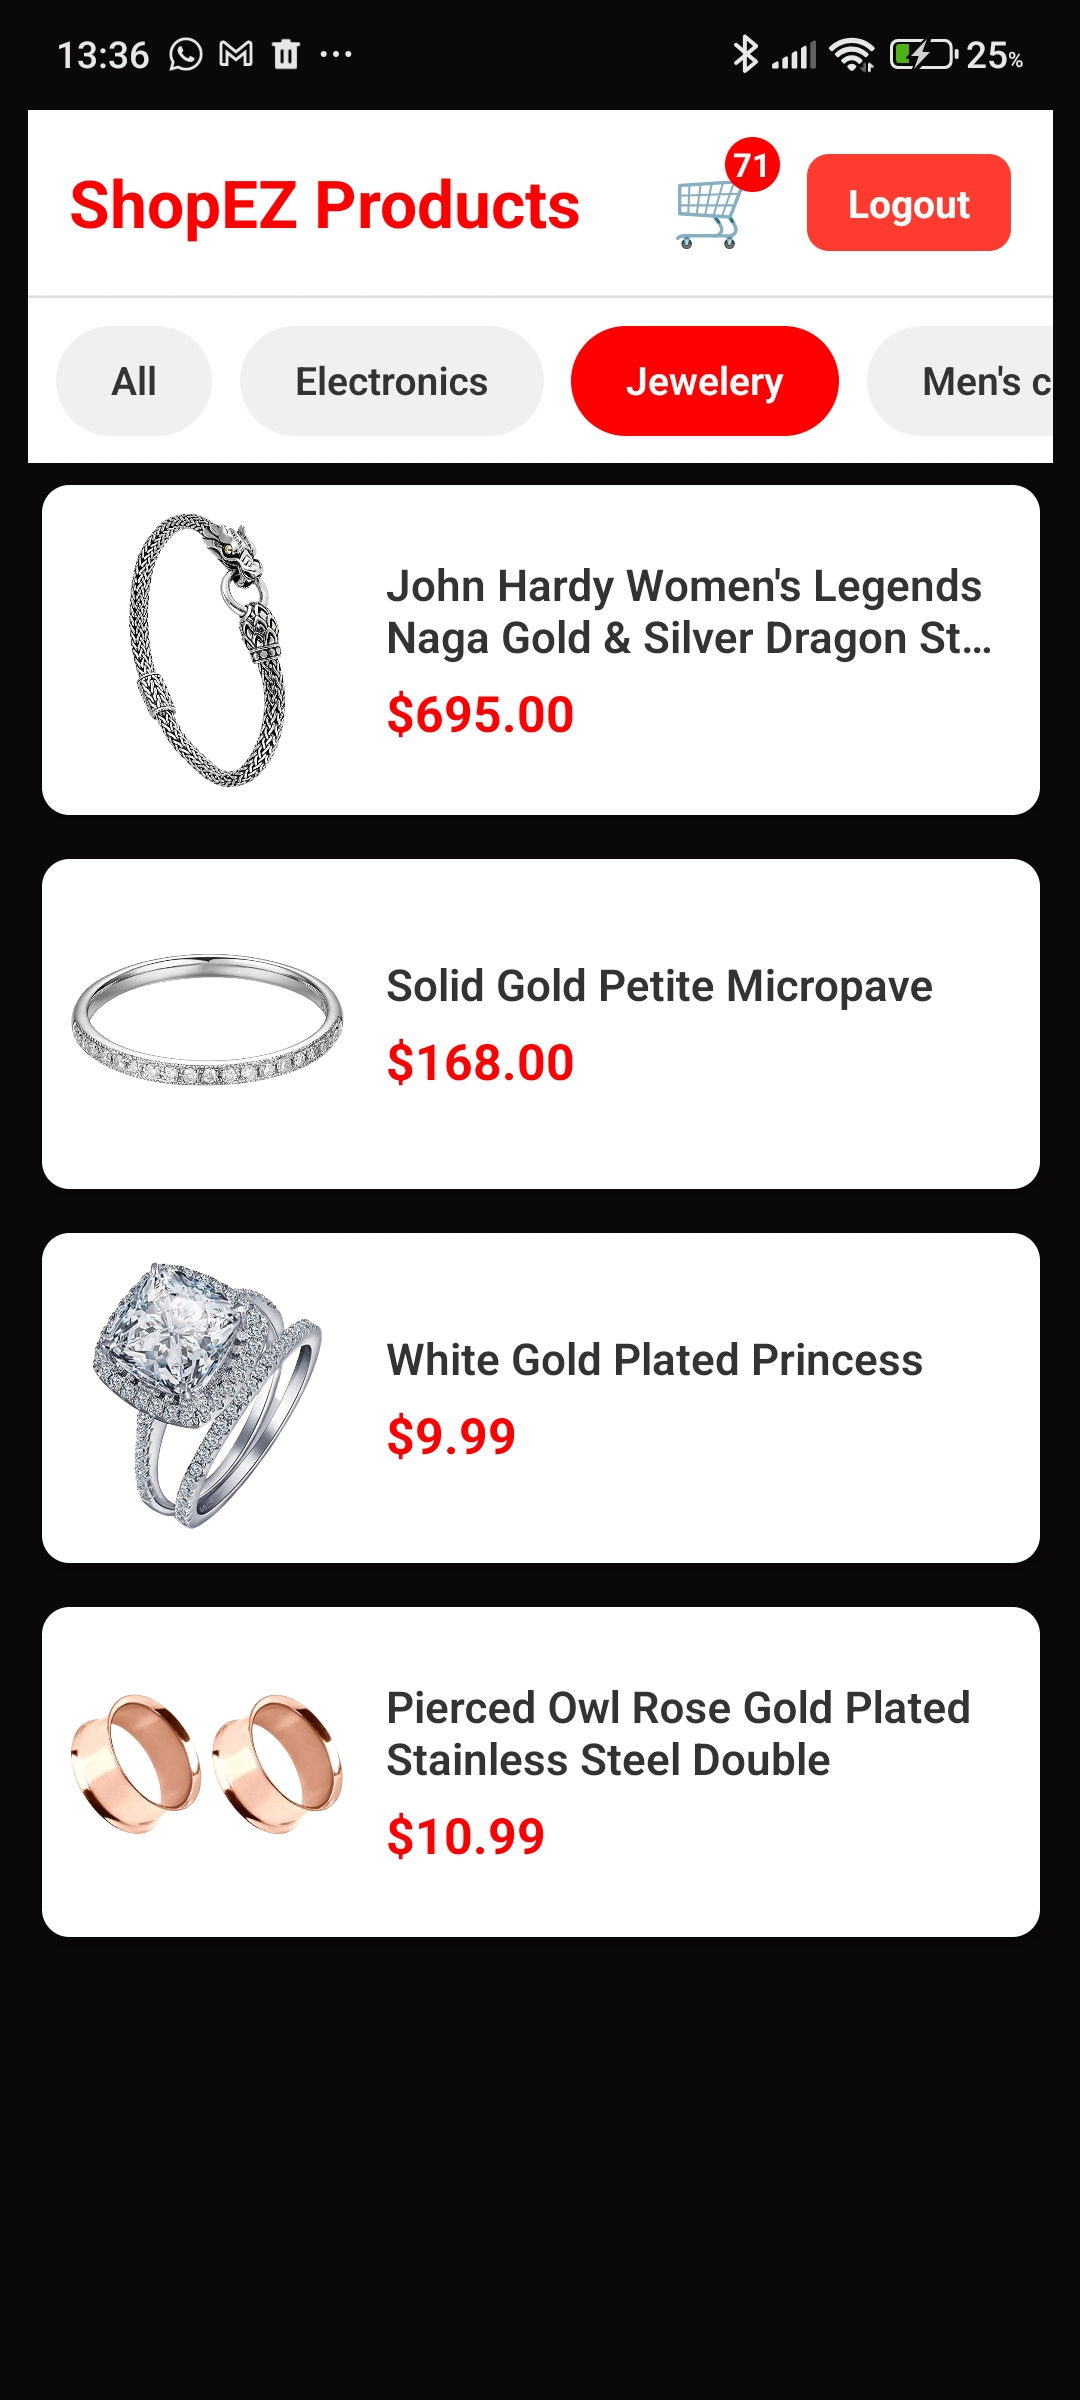 13:36
25%
ShopEZ Products
71
Logout
All
Electronics
Jewelery
Men's c
John Hardy Women's Legends
Naga Gold & Silver Dragon St...
$695.00
Solid Gold Petite Micropave
$168.00
White Gold Plated Princess
$9.99
Pierced Owl Rose Gold Plated
Stainless Steel Double
$10.99